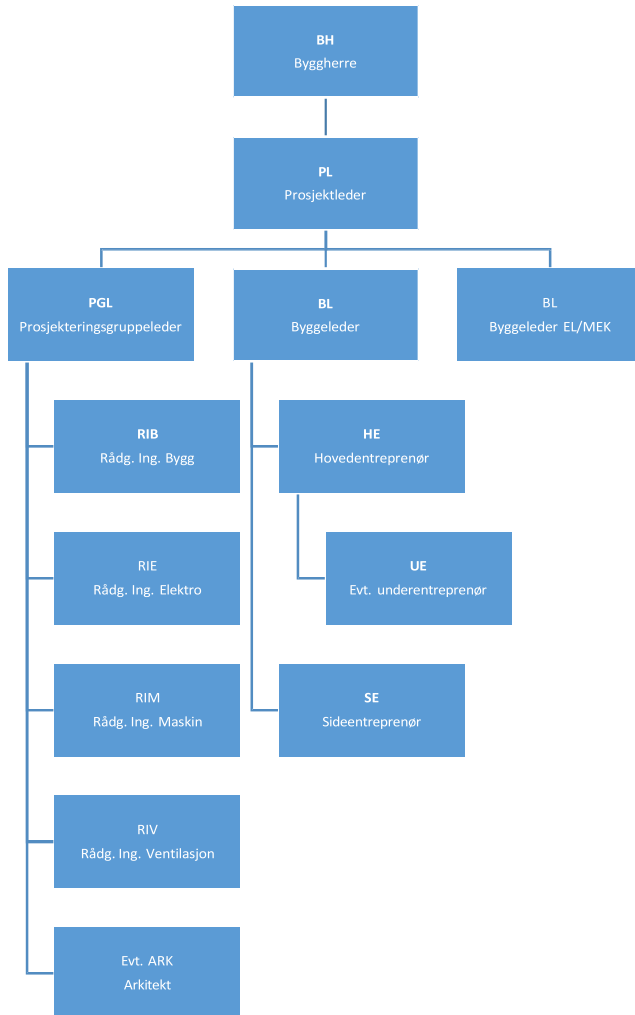 BH
Byggherre
PL
Prosjektleder
PGL
Prosjekteringsgruppeleder
BL
Byggeleder
BL
Byggeleder EL/MEK
RIB
Rådg. Ing. Bygg
HE
Hovedentreprenør
RIE
Rådg. Ing. Elektro
UE
Evt. underentreprenør
RIM
Rådg. Ing. Maskin
SE
Sideentreprenør
RIV
Rådg. Ing. Ventilasjon
Evt. ARK
Arkitekt